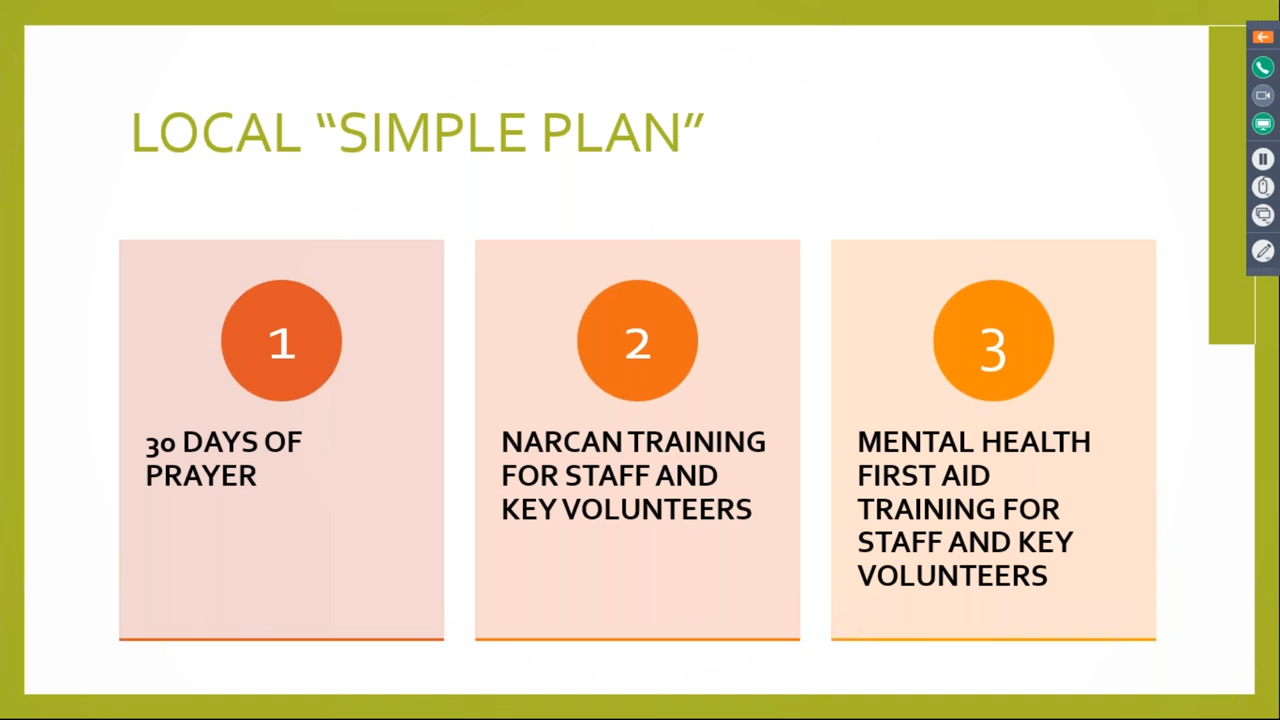 LOCAL “SIMPLE PLAN”
1
30 DAYS OF
PRAYER
2
NARCAN TRAINING
FOR STAFF AND
KEY VOLUNTEERS
3
MENTAL HEALTH
FIRST AID
TRAINING FOR
STAFF AND KEY
VOLUNTEERS